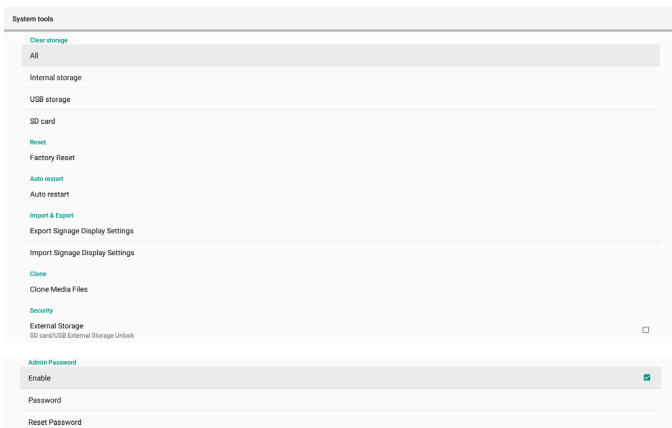 System tools
Clear storage
All
Internal storage
USB storage
SD card
Reset
Factory Reset
Auto restart
Auto restart
Import & Export
Export Signage Display Settings
Import Signage Display Settings
Clone
Clone Media Files
Security
External Storage
SD card/USB External Storage Unlock
Admin Password
Enable
Password
Reset Password